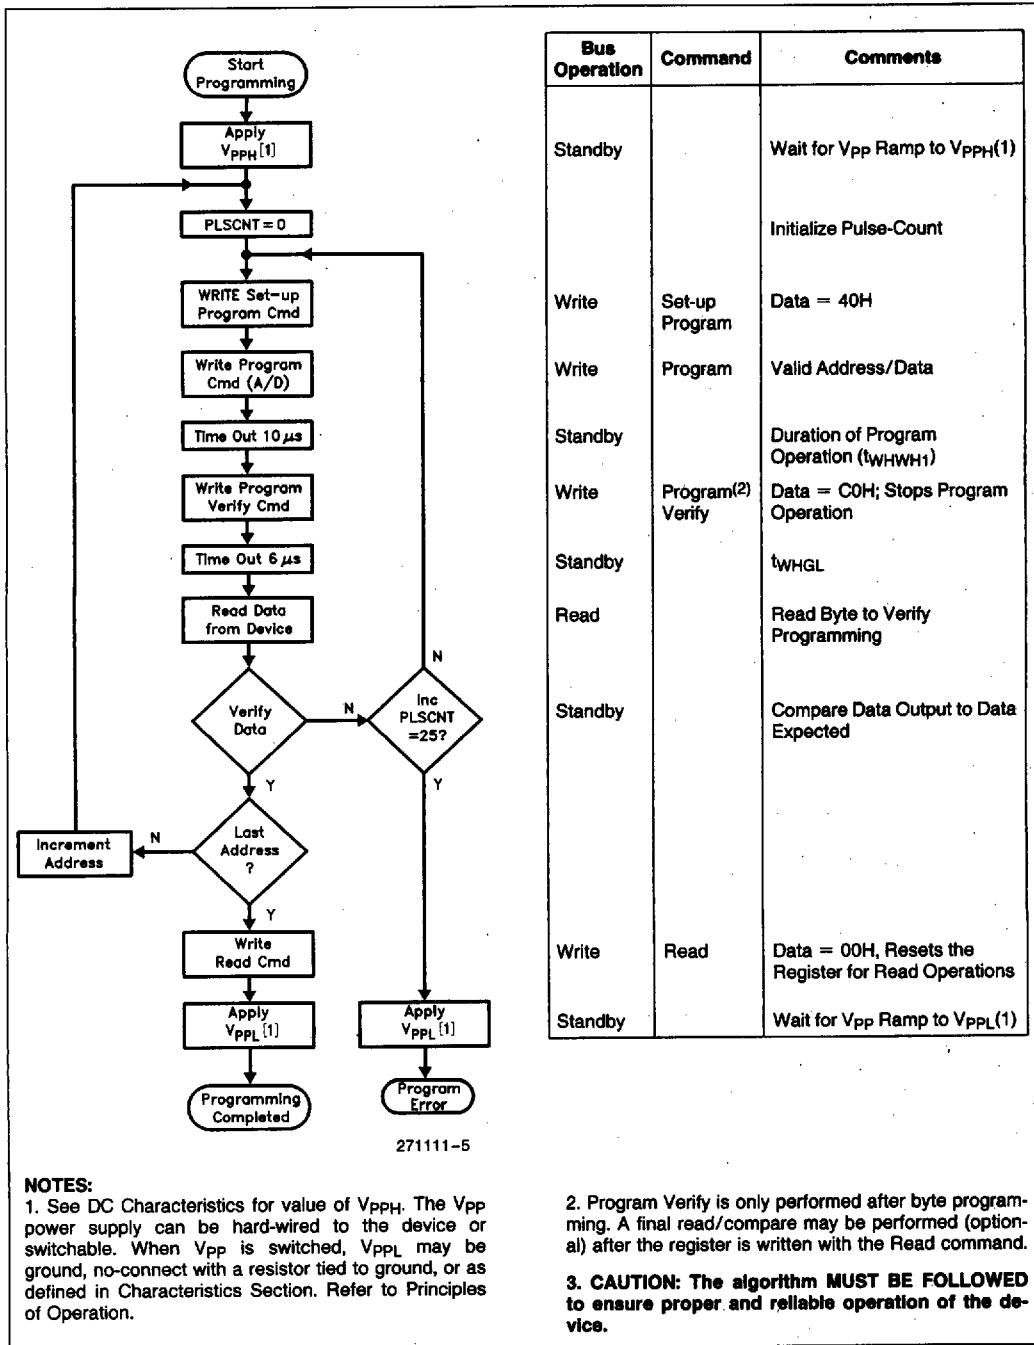 Start
Programming
Apply
VPPH[1]
PLSCNT = 0
WRITE Set-up
Program Cmd
Write Program
Cmd (A/D)
Time Out 10 μs
Write Program
Verify Cmd
Time Out 6 μs
Read Data
from Device
Verify
Data
N
Inc
PLSCNT
=25?
N
Y
Y
Last
Address
?
N
Increment
Address
Y
Write
Read Cmd
Apply
VPPL[1]
Apply
VPPL[1]
Programming
Completed
Program
Error
271111-5
Bus
Operation
Command
Comments
Standby
Wait for VPP Ramp to VPPH(1)
Initialize Pulse-Count
Write
Set-up
Program
Data = 40H
Write
Program
Valid Address/Data
Standby
Duration of Program
Operation (tWHWH1)
Write
Program(2)
Verify
Data = C0H; Stops Program
Operation
Standby
tWHGL
Read
Read Byte to Verify
Programming
Standby
Compare Data Output to Data
Expected
Write
Read
Data = 00H, Resets the
Register for Read Operations
Standby
Wait for VPP Ramp to VPPL(1)
NOTES:
1. See DC Characteristics for value of VPPH. The VPP
power supply can be hard-wired to the device or
switchable. When VPP is switched, VPPL may be
ground, no-connect with a resistor tied to ground, or as
defined in Characteristics Section. Refer to Principles
of Operation.
2. Program Verify is only performed after byte program-
ming. A final read/compare may be performed (option-
al) after the register is written with the Read command.
3. CAUTION: The algorithm MUST BE FOLLOWED
to ensure proper and reliable operation of the de-
vice.